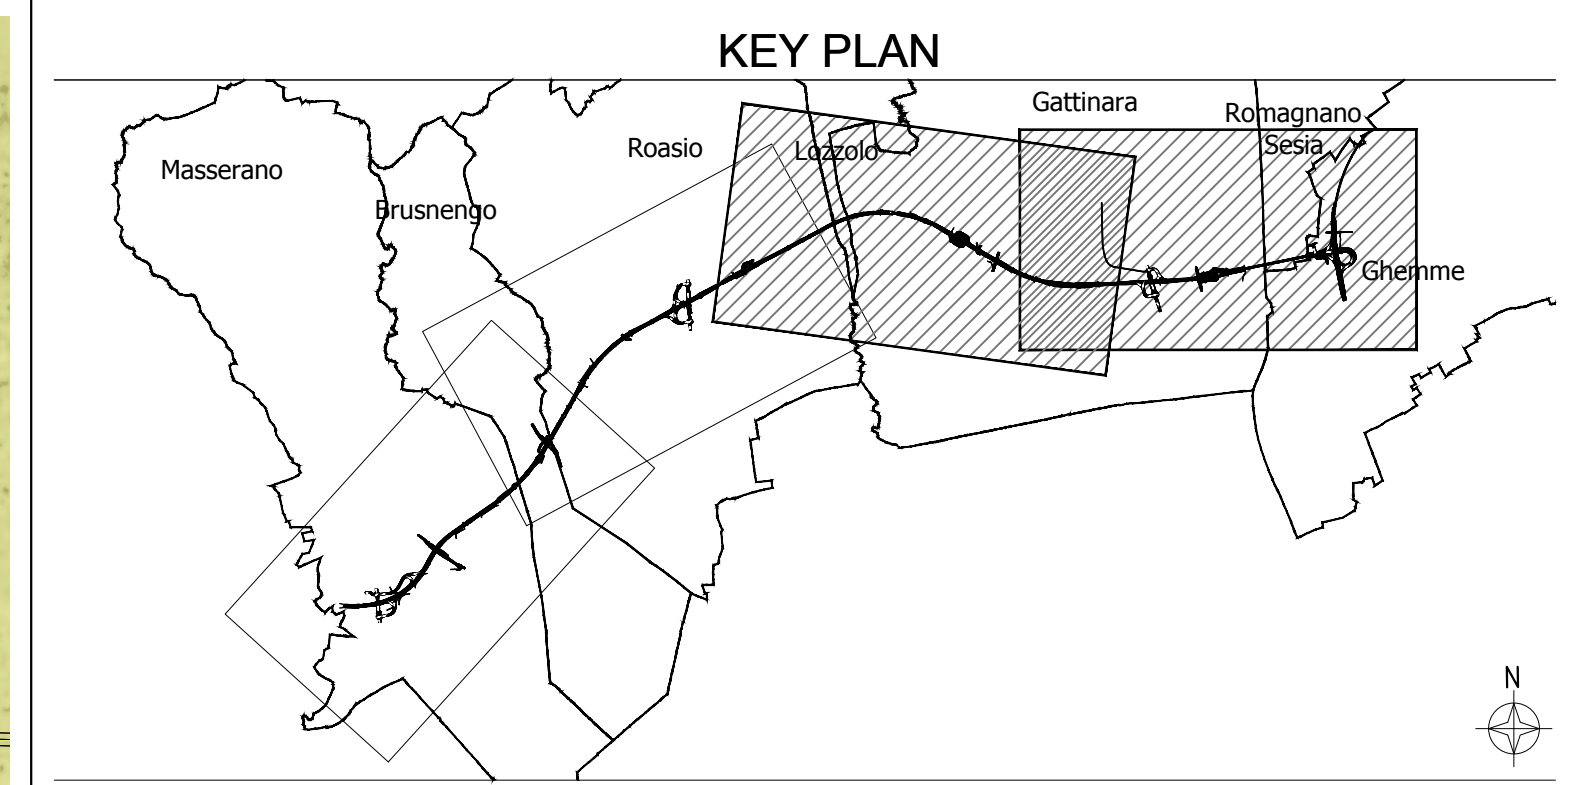 KEY PLAN
Gattinara
Romagnano
Sesia
Roasio
Lozzolo
Masserano
Brusnengo
Ghemme
N